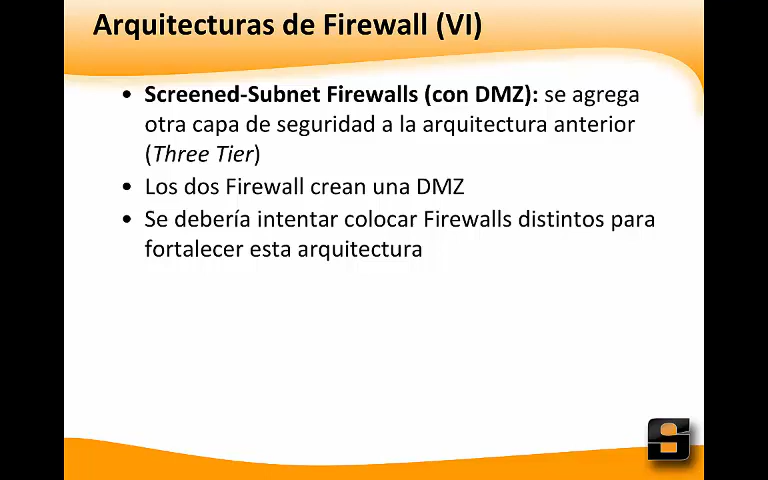 Arquitecturas de Firewall (VI)
• Screened-Subnet Firewalls (con DMZ): se agrega
otra capa de seguridad a la arquitectura anterior
(Three Tier)
• Los dos Firewall crean una DMZ
• Se debería intentar colocar Firewalls distintos para
fortalecer esta arquitectura